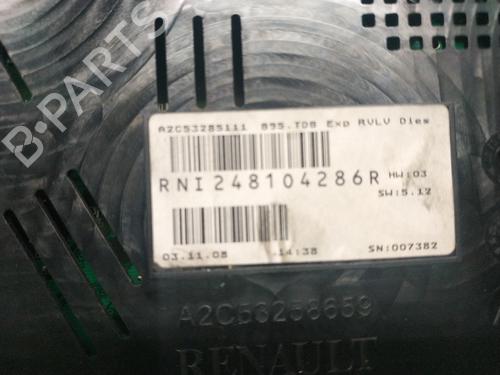 B-PARTS
A2C53285111 B95.TDB Exp RVLV Dies
RNI248104286R HW:03
SW:5.12
03.11.08 14:38 SN:007382
A2C53258659
RENAULT